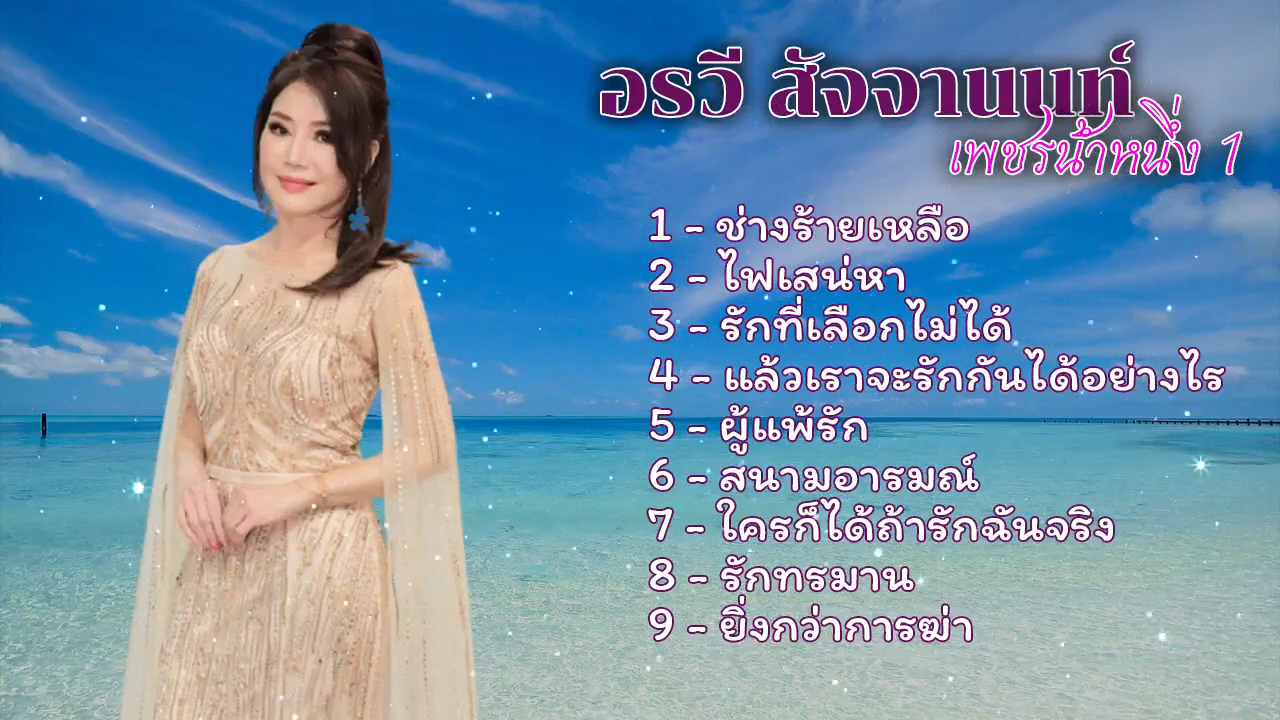 อรวี สัจจานนท์
เพชรน้ำหนึ่ง 1
1 - ช่างร้ายเหลือ
2 - ไฟเสน่หา
3 - รักที่เลือกไม่ได้
4 - แล้วเราจะรักกันได้อย่างไร
5 - ผู้แพ้รัก
6 - สนามอารมณ์
7 - ใครก็ได้ถ้ารักฉันจริง
8 - รักทรมาน
9 - ยิ่งกว่าการฆ่า